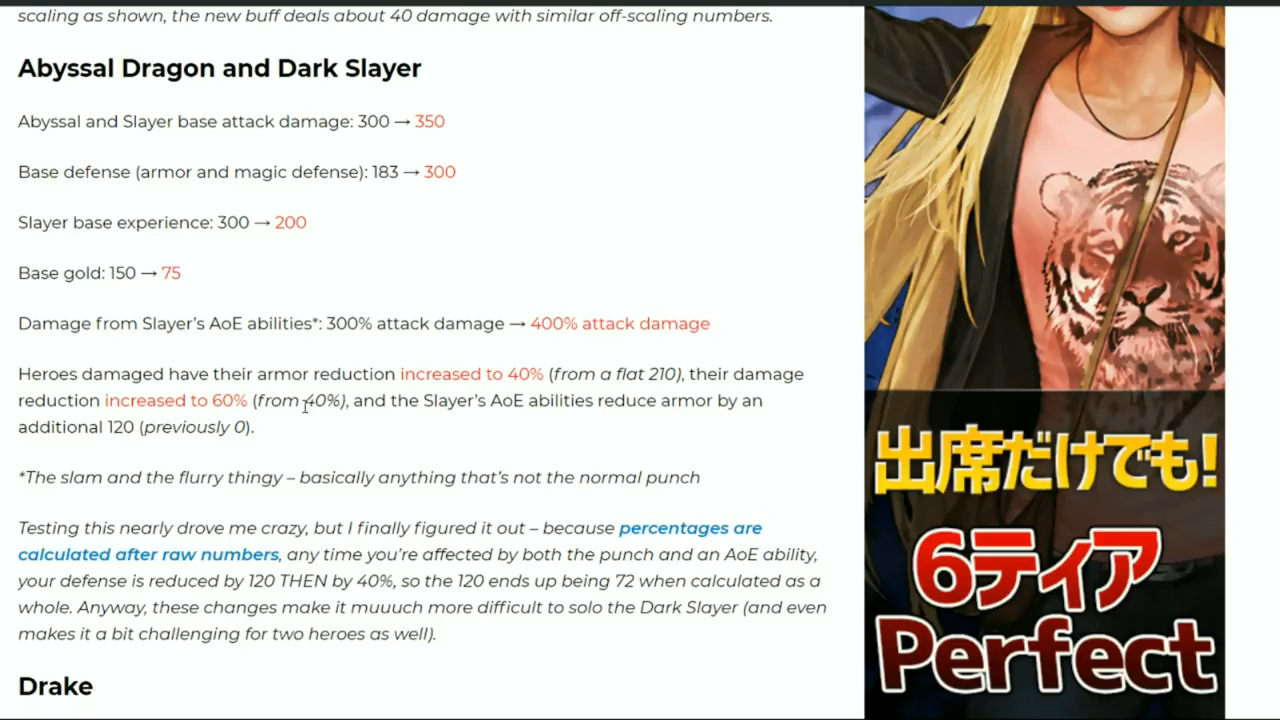 scaling as shown, the new buff deals about 40 damage with similar off-scaling numbers.
Abyssal Dragon and Dark Slayer
Abyssal and Slayer base attack damage: 300 → 350
Base defense (armor and magic defense): 183 → 300
Slayer base experience: 300 → 200
Base gold: 150 → 75
Damage from Slayer's AoE abilities*: 300% attack damage → 400% attack damage
Heroes damaged have their armor reduction increased to 40% (from a flat 210), their damage
reduction increased to 60% (from 40%), and the Slayer's AoE abilities reduce armor by an
additional 120 (previously 0).
*The slam and the flurry thingy – basically anything that's not the normal punch
Testing this nearly drove me crazy, but I finally figured it out – because percentages are
calculated after raw numbers, any time you're affected by both the punch and an AoE ability,
your defense is reduced by 120 THEN by 40%, so the 120 ends up being 72 when calculated as a
whole. Anyway, these changes make it muuuch more difficult to solo the Dark Slayer (and even
makes it a bit challenging for two heroes as well).
Drake
出席だけでも!
6ティア
Perfect